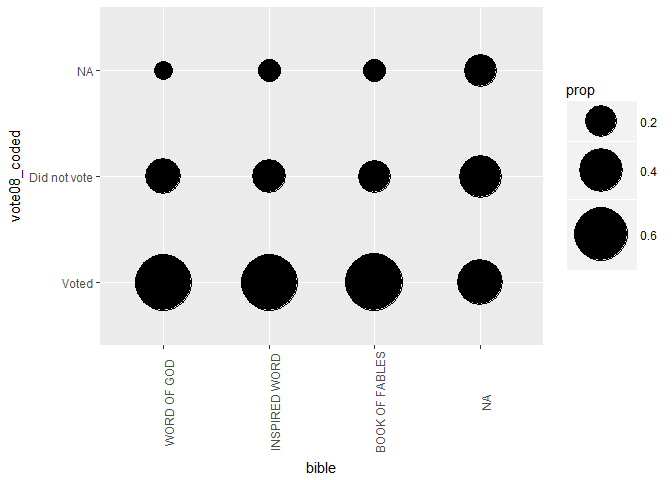 vote08_coded
NA
Did not vote
Voted
WORD OF GOD
INSPIRED WORD
BOOK OF FABLES
NA
bible
prop
0.2
0.4
0.6